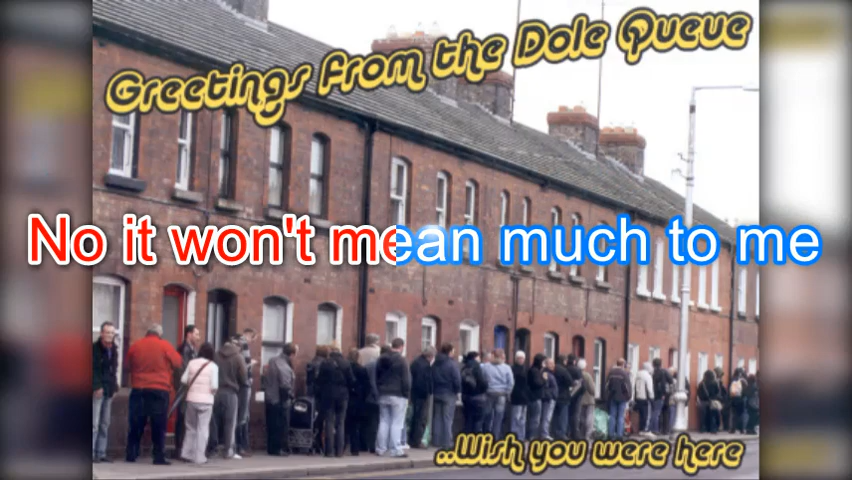 Greetings from the Dole Queue
No it won't mean much to me
..Wish you were here